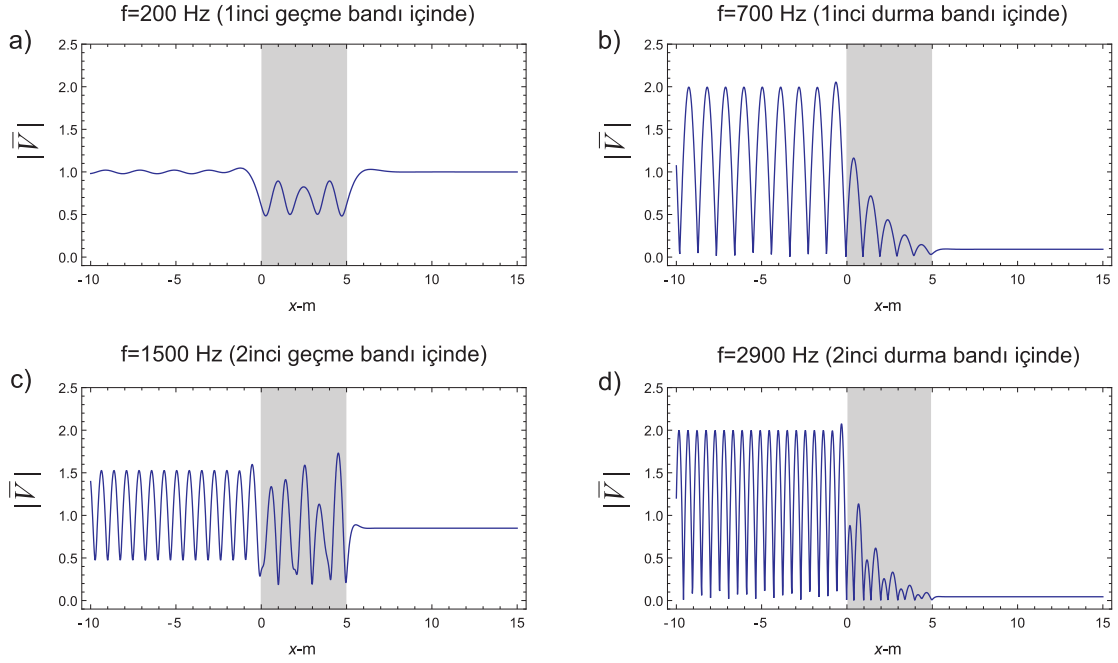 f=200 Hz (1inci geçme bandı içinde)
a)
2.5
2.0
1.5
1.0
0.5
0.0
|V̅|
-10 -5 0 5 10 15
x-m
f=700 Hz (1inci durma bandı içinde)
b)
2.5
2.0
1.5
1.0
0.5
0.0
|V̅|
-10 -5 0 5 10 15
x-m
f=1500 Hz (2inci geçme bandı içinde)
c)
2.5
2.0
1.5
1.0
0.5
0.0
|V̅|
-10 -5 0 5 10 15
x-m
f=2900 Hz (2inci durma bandı içinde)
d)
2.5
2.0
1.5
1.0
0.5
0.0
|V̅|
-10 -5 0 5 10 15
x-m